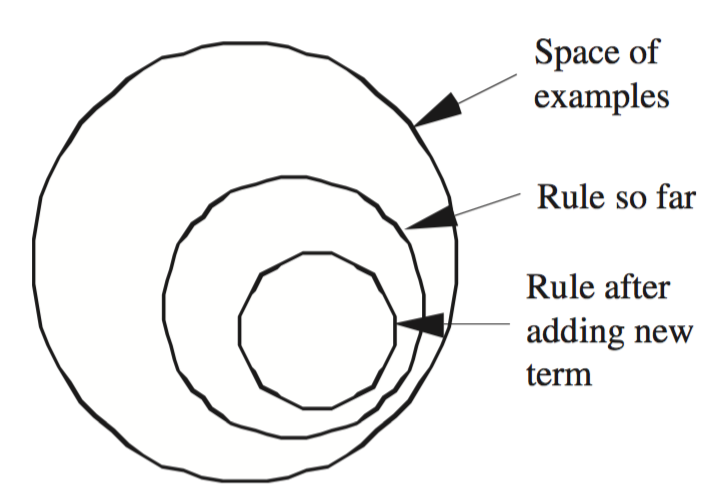 Space of
examples
Rule so far
Rule after
adding new
term